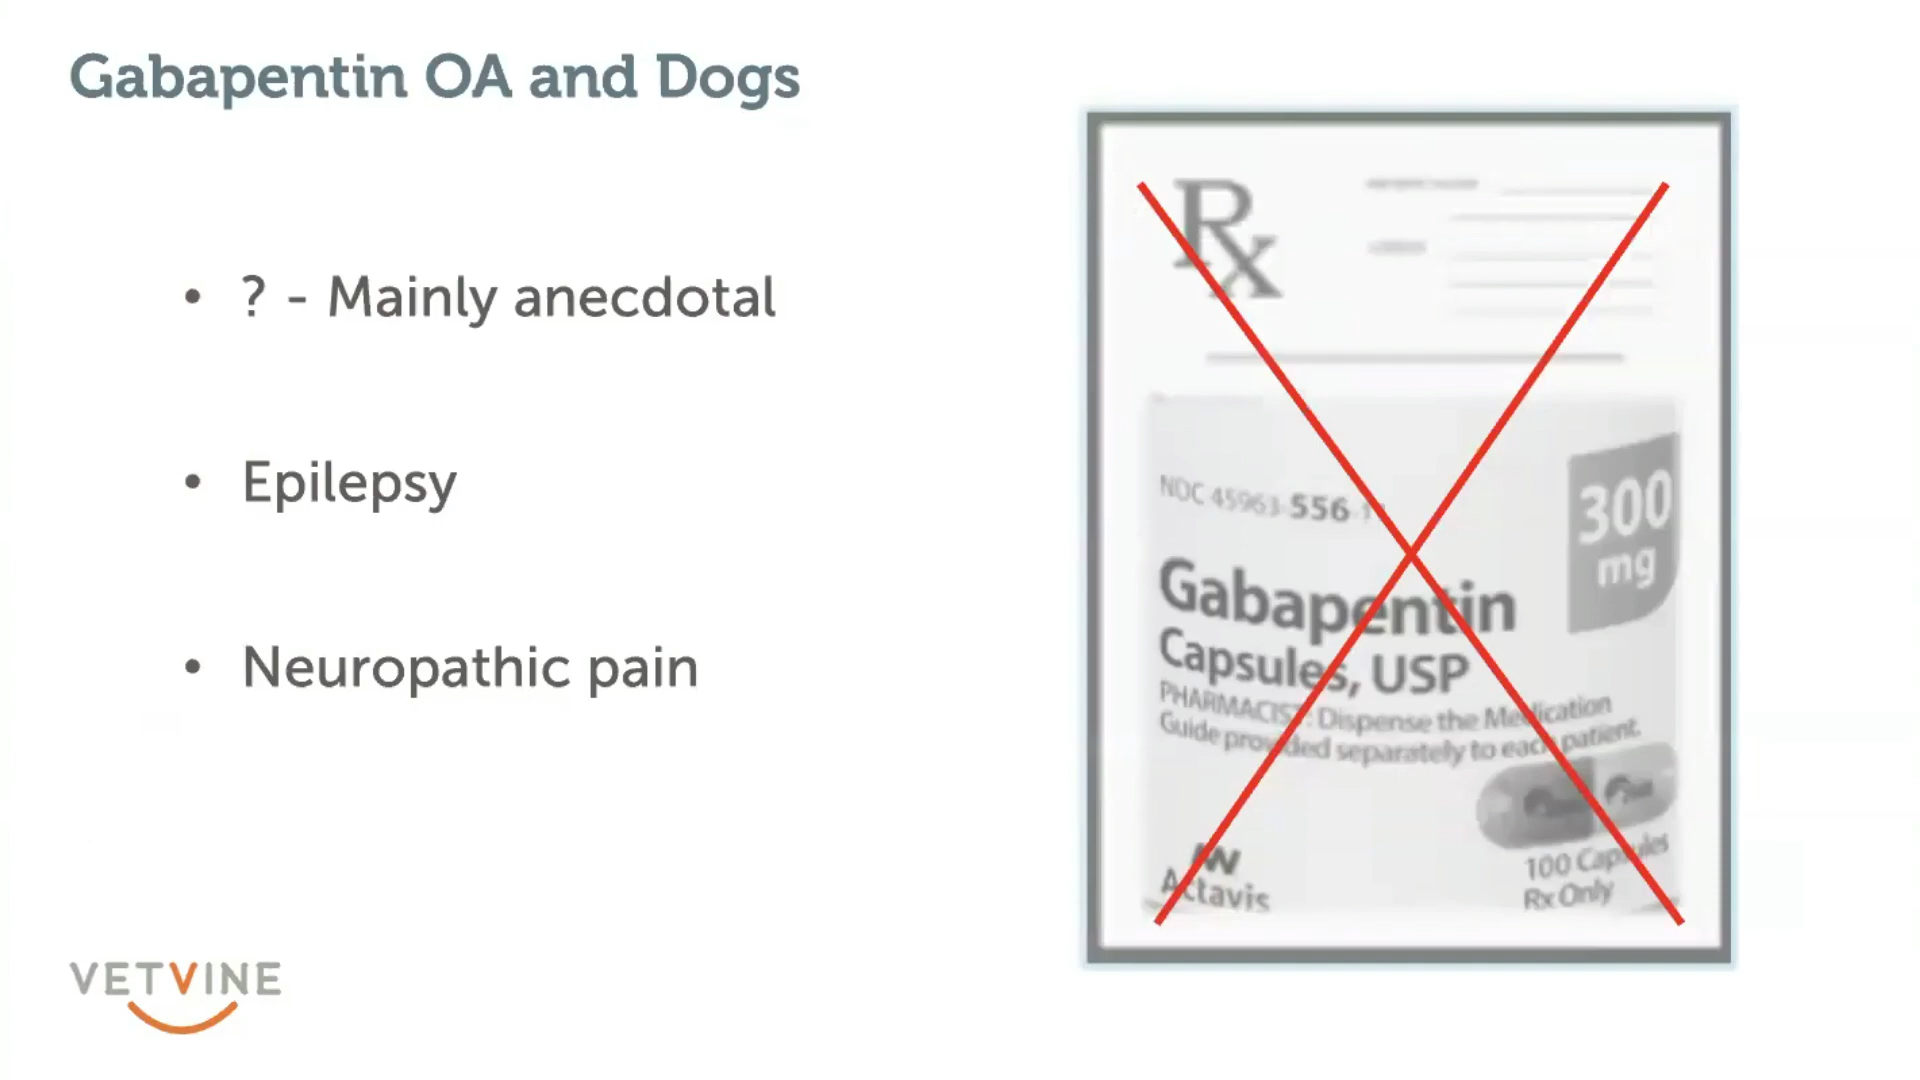 Gabapentin OA and Dogs
• ? - Mainly anecdotal
• Epilepsy
• Neuropathic pain
Rx
NDC 45963-556-1
300
mg
Gabapentin
Capsules, USP
PHARMACIST: Dispense the Medication
Guide provided separately to each patient.
Actavis
100 Capsules
Rx Only
VETVINE